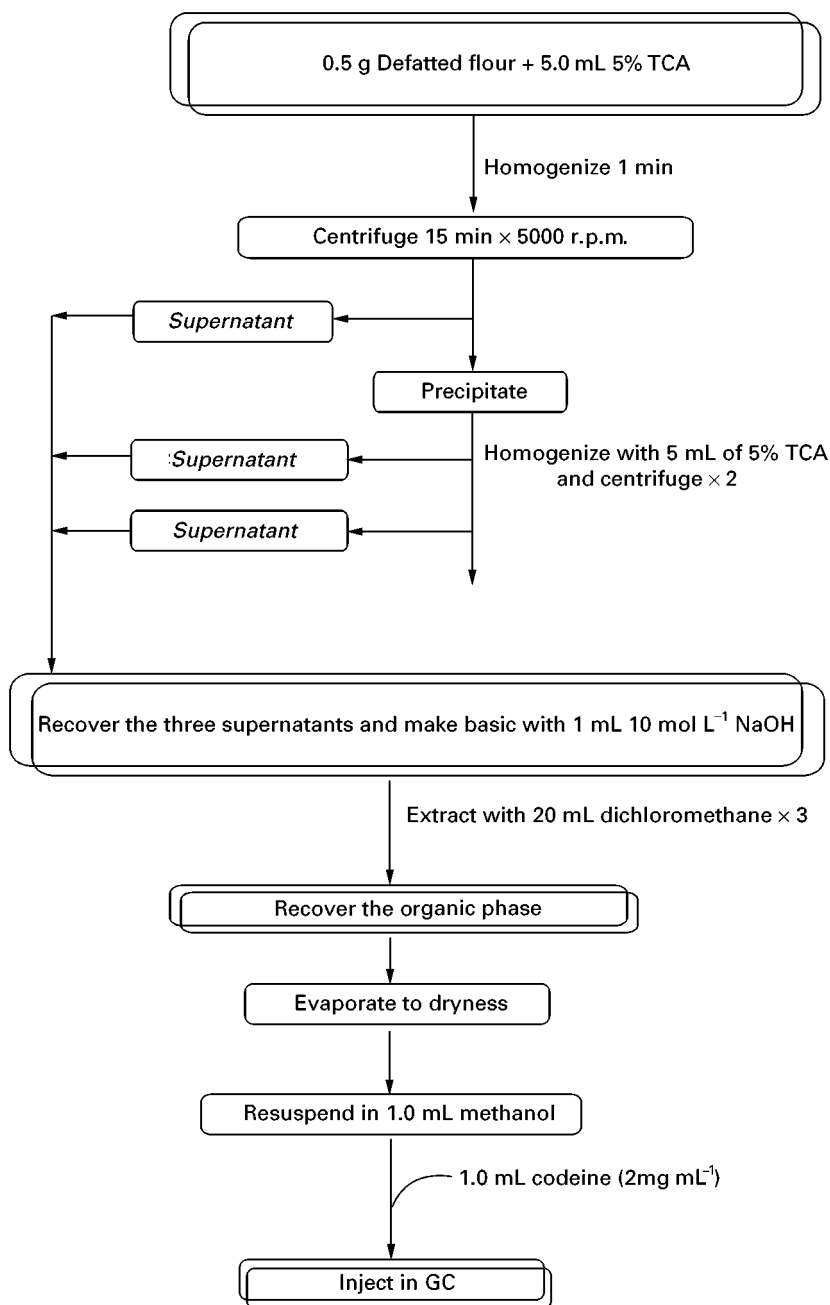 0.5 g Defatted flour + 5.0 mL 5% TCA
Homogenize 1 min
Centrifuge 15 min × 5000 r.p.m.
Supernatant
Precipitate
Homogenize with 5 mL of 5% TCA
and centrifuge × 2
:Supernatant
Supernatant
Recover the three supernatants and make basic with 1 mL 10 mol L⁻¹ NaOH
Extract with 20 mL dichloromethane × 3
Recover the organic phase
Evaporate to dryness
Resuspend in 1.0 mL methanol
1.0 mL codeine (2mg mL⁻¹)
Inject in GC